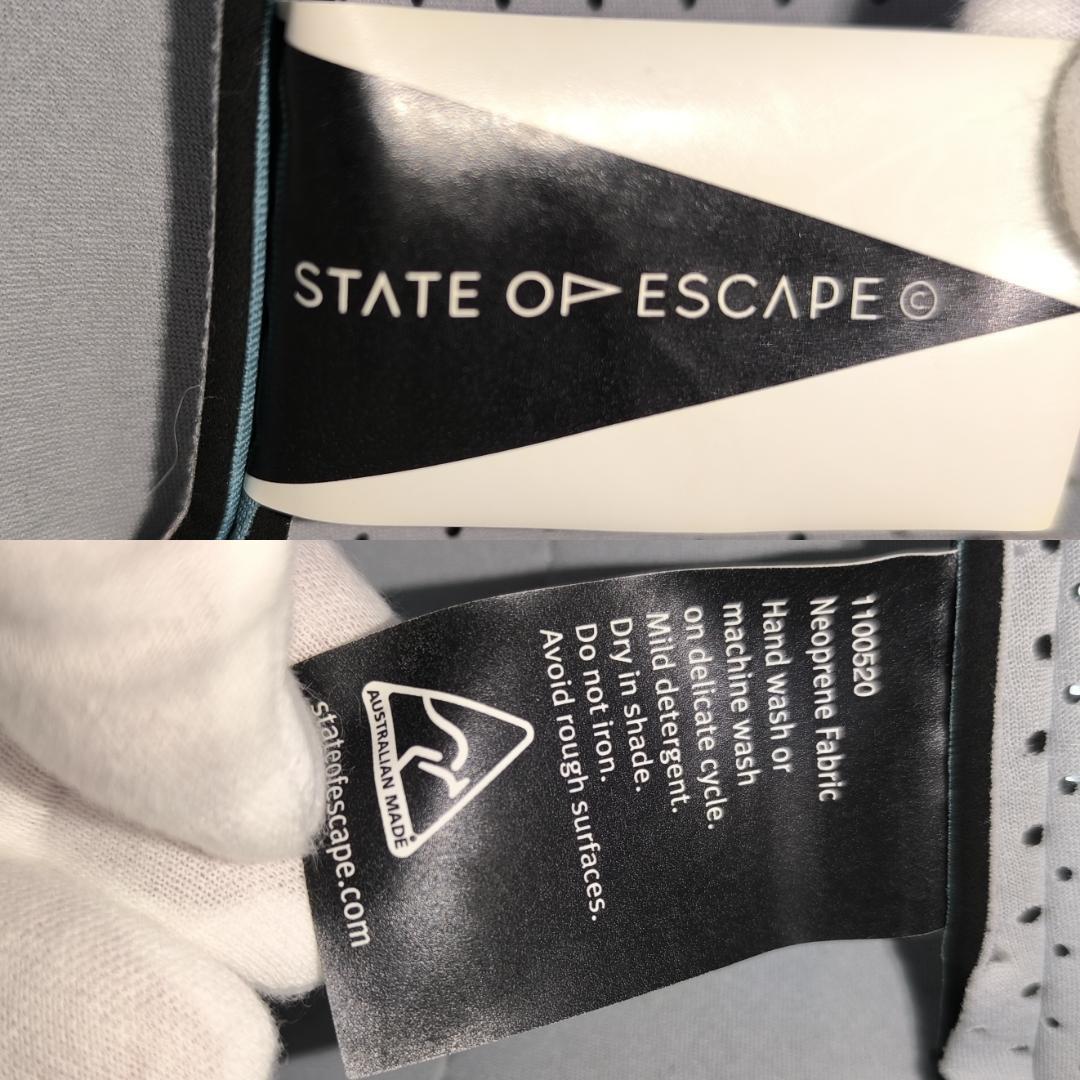 STATE OF ESCAPE ©
1100520
Neoprene Fabric
Hand wash or
machine wash
on delicate cycle.
Mild detergent.
Dry in shade.
Do not iron.
Avoid rough surfaces.
AUSTRALIAN MADE
stateofescape.com